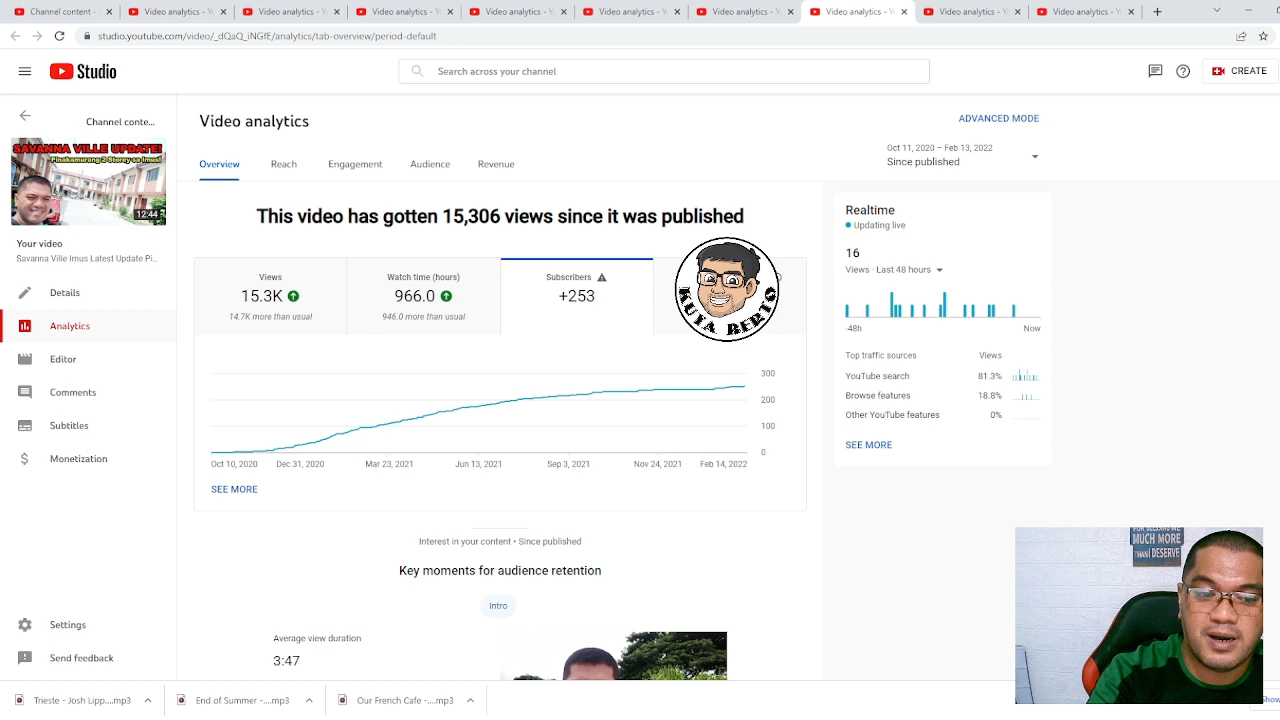 Channel content -
Video analytics - Y
Video analytics - Y
Video analytics - Y
Video analytics - Y
Video analytics - Y
Video analytics - Y
Video analytics - Y
Video analytics - Y
Video analytics - Y
studio.youtube.com/video/_dQaQ_iNGfE/analytics/tab-overview/period-default
Studio
Search across your channel
CREATE
Channel conte...
SAVANNA VILLE UPDATE!
Pinakamurang 2 Storey sa Imus!
12:44
Your video
Savanna Ville Imus Latest Update Pi...
Details
Analytics
Editor
Comments
Subtitles
Monetization
Settings
Send feedback
Video analytics
ADVANCED MODE
Overview
Reach
Engagement
Audience
Revenue
Oct 11, 2020 – Feb 13, 2022
Since published
This video has gotten 15,306 views since it was published
Views
15.3K
14.7K more than usual
Watch time (hours)
966.0
946.0 more than usual
Subscribers
+253
KUYA BERTO
300
200
100
0
Oct 10, 2020
Dec 31, 2020
Mar 23, 2021
Jun 13, 2021
Sep 3, 2021
Nov 24, 2021
Feb 14, 2022
SEE MORE
Interest in your content • Since published
Key moments for audience retention
Intro
Average view duration
3:47
Realtime
Updating live
16
Views · Last 48 hours
-48h
Now
Top traffic sources
Views
YouTube search
81.3%
Browse features
18.8%
Other YouTube features
0%
SEE MORE
MUCH MORE
THAN I DESERVE
Trieste - Josh Lipp....mp3
End of Summer -....mp3
Our French Cafe -....mp3
Show